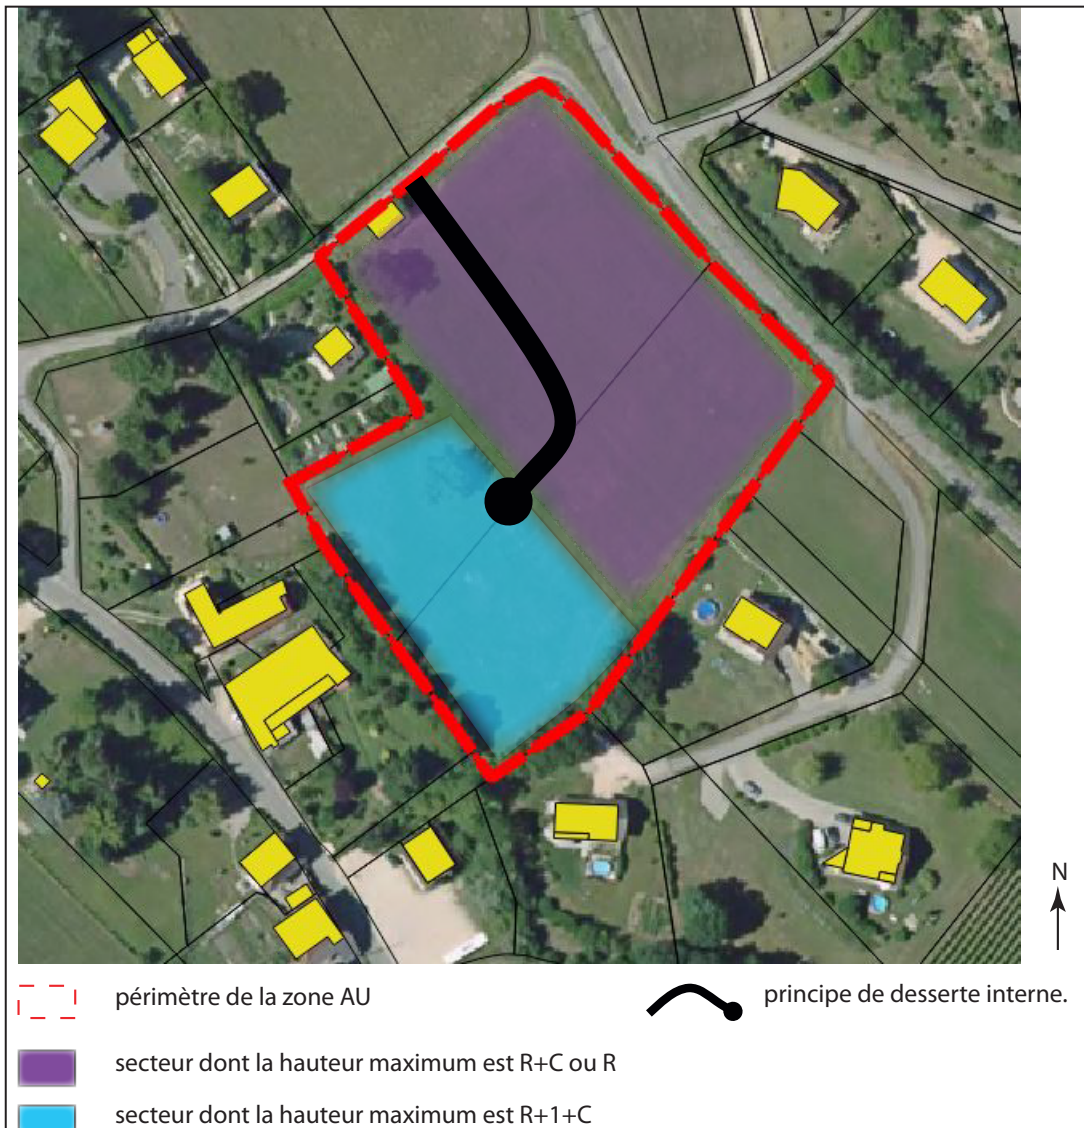 N
périmètre de la zone AU
principe de desserte interne.
secteur dont la hauteur maximum est R+C ou R
secteur dont la hauteur maximum est R+1+C